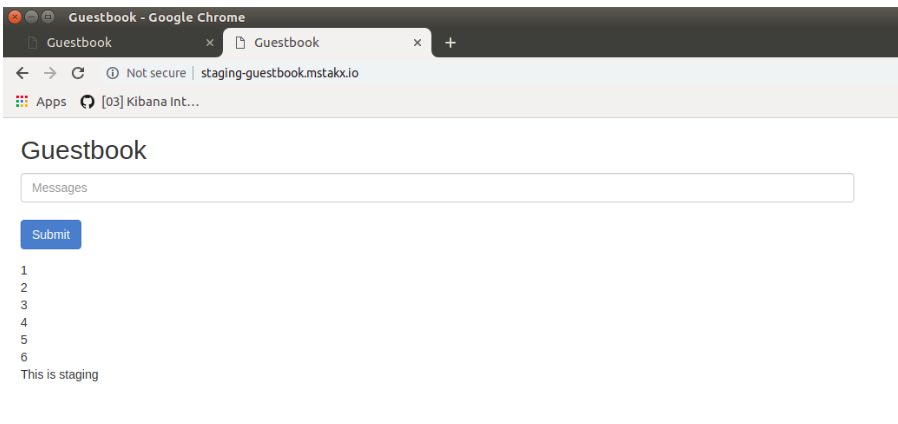 Guestbook - Google Chrome
Guestbook
Guestbook
Not secure staging-guestbook.mstakx.io
Apps [03] Kibana Int...
Guestbook
Messages
Submit
1
2
3
4
5
6
This is staging